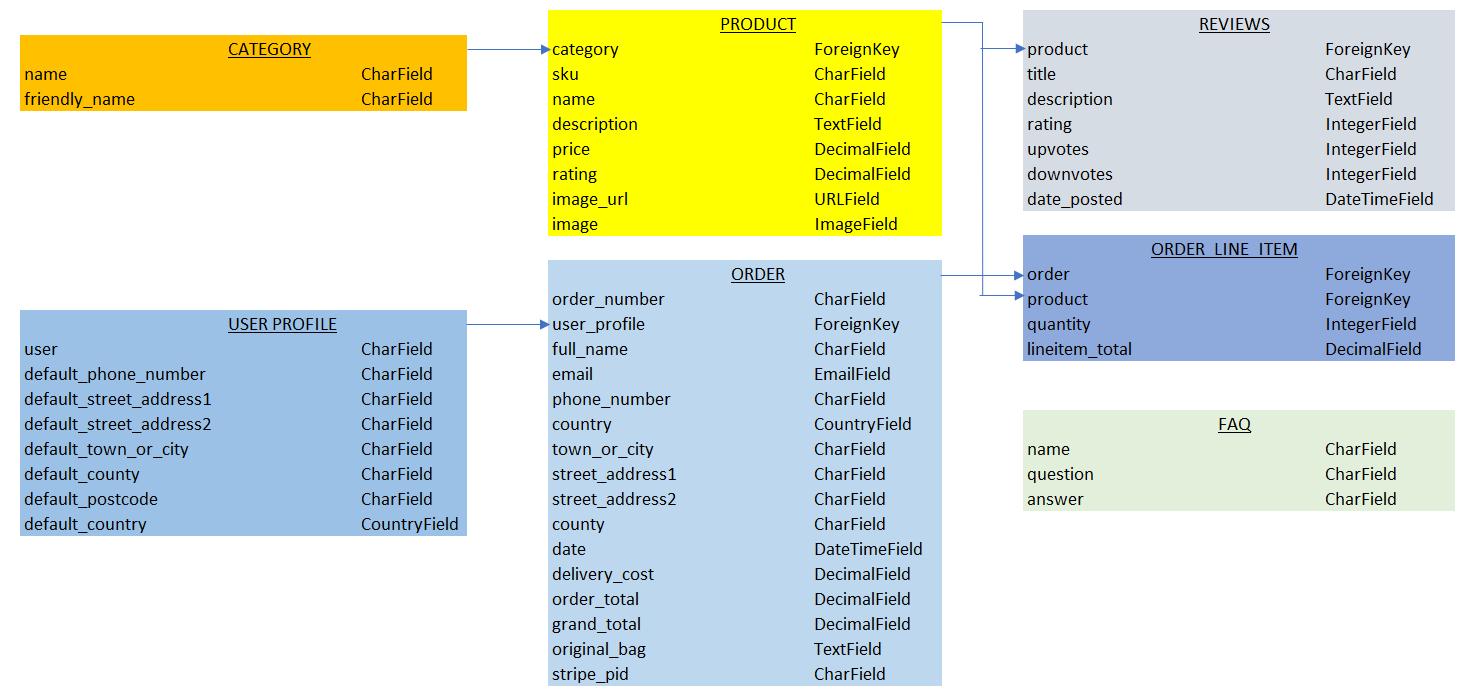 CATEGORY
name CharField
friendly_name CharField
PRODUCT
category ForeignKey
sku CharField
name CharField
description TextField
price DecimalField
rating DecimalField
image_url URLField
image ImageField
REVIEWS
product ForeignKey
title CharField
description TextField
rating IntegerField
upvotes IntegerField
downvotes IntegerField
date_posted DateTimeField
USER PROFILE
user CharField
default_phone_number CharField
default_street_address1 CharField
default_street_address2 CharField
default_town_or_city CharField
default_county CharField
default_postcode CharField
default_country CountryField
ORDER
order_number CharField
user_profile ForeignKey
full_name CharField
email EmailField
phone_number CharField
country CountryField
town_or_city CharField
street_address1 CharField
street_address2 CharField
county CharField
date DateTimeField
delivery_cost DecimalField
order_total DecimalField
grand_total DecimalField
original_bag TextField
stripe_pid CharField
ORDER_LINE_ITEM
order ForeignKey
product ForeignKey
quantity IntegerField
lineitem_total DecimalField
FAQ
name CharField
question CharField
answer CharField